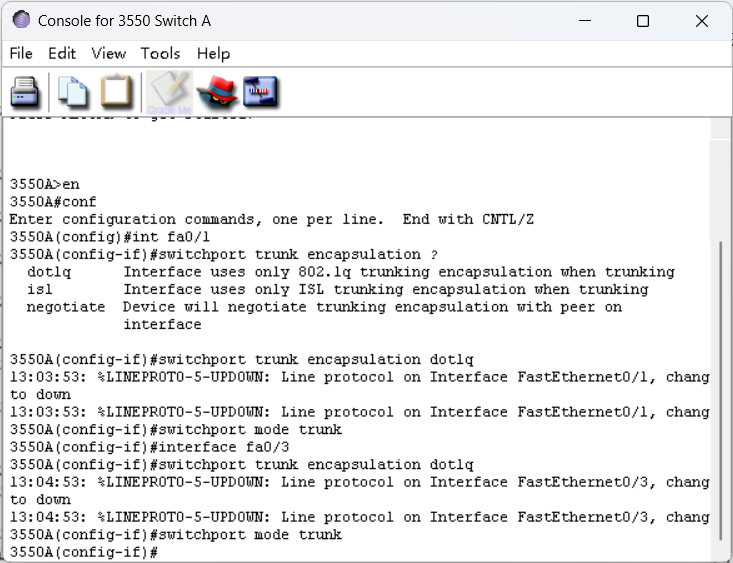 Console for 3550 Switch A
File Edit View Tools Help
Grade Me
3550A>en
3550A#conf
Enter configuration commands, one per line.  End with CNTL/Z
3550A(config)#int fa0/1
3550A(config-if)#switchport trunk encapsulation ?
dot1q      Interface uses only 802.1q trunking encapsulation when trunking
isl        Interface uses only ISL trunking encapsulation when trunking
negotiate  Device will negotiate trunking encapsulation with peer on
interface
3550A(config-if)#switchport trunk encapsulation dot1q
13:03:53: %LINEPROTO-5-UPDOWN: Line protocol on Interface FastEthernet0/1, chang
to down
13:03:53: %LINEPROTO-5-UPDOWN: Line protocol on Interface FastEthernet0/1, chang
3550A(config-if)#switchport mode trunk
3550A(config-if)#interface fa0/3
3550A(config-if)#switchport trunk encapsulation dot1q
13:04:53: %LINEPROTO-5-UPDOWN: Line protocol on Interface FastEthernet0/3, chang
to down
13:04:53: %LINEPROTO-5-UPDOWN: Line protocol on Interface FastEthernet0/3, chang
3550A(config-if)#switchport mode trunk
3550A(config-if)#